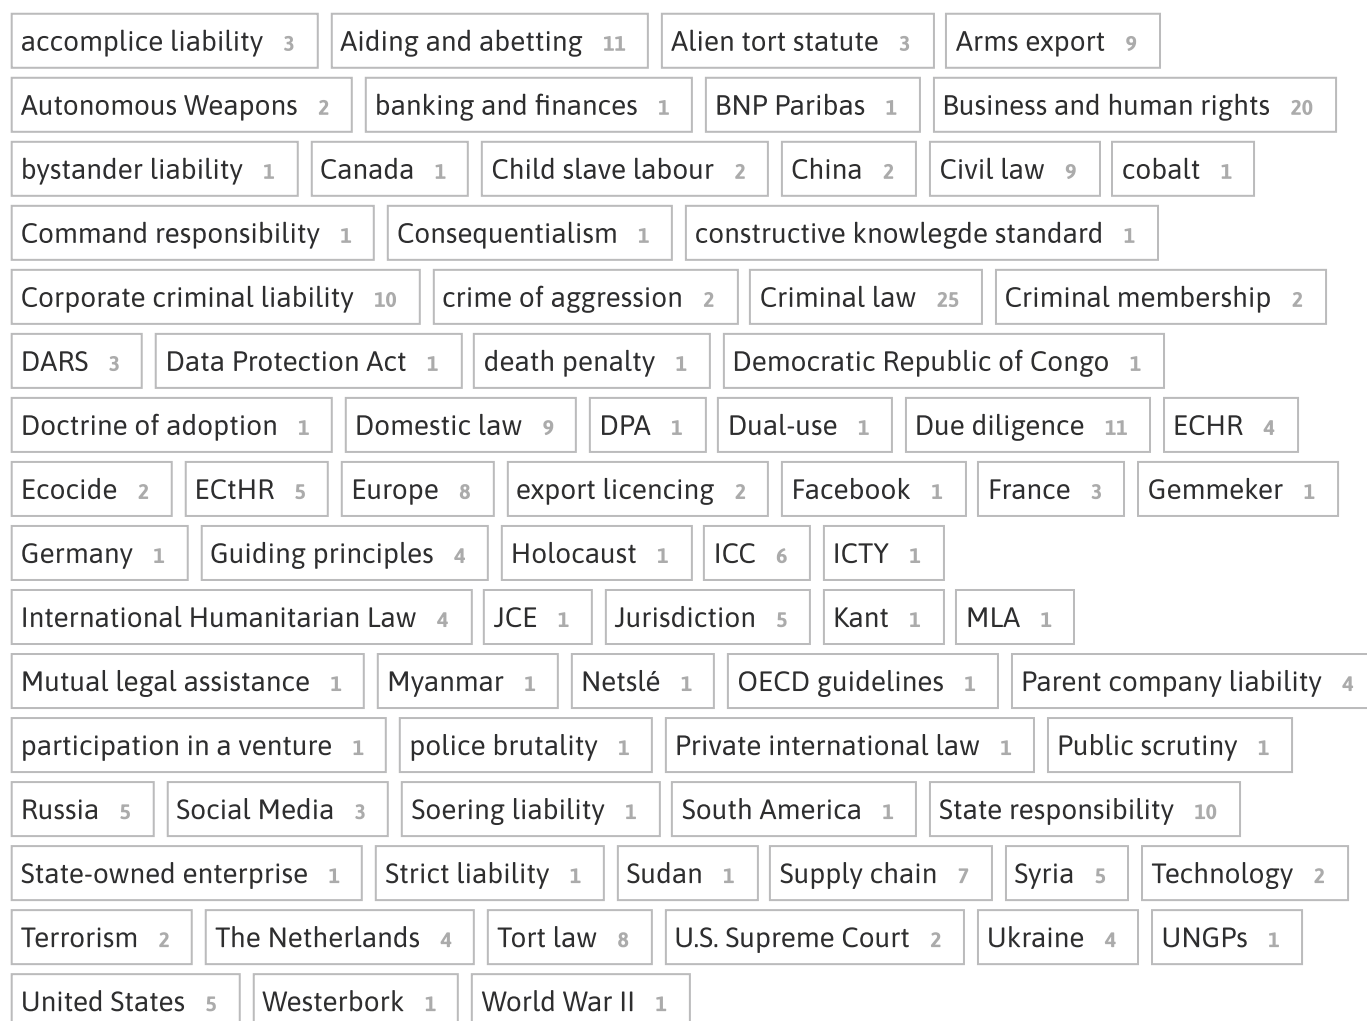 accomplice liability 3 Aiding and abetting 11 Alien tort statute 3 Arms export 9
Autonomous Weapons 2 banking and finances 1 BNP Paribas 1 Business and human rights 20
bystander liability 1 Canada 1 Child slave labour 2 China 2 Civil law 9 cobalt 1
Command responsibility 1 Consequentialism 1 constructive knowlegde standard 1
Corporate criminal liability 10 crime of aggression 2 Criminal law 25 Criminal membership 2
DARS 3 Data Protection Act 1 death penalty 1 Democratic Republic of Congo 1
Doctrine of adoption 1 Domestic law 9 DPA 1 Dual-use 1 Due diligence 11 ECHR 4
Ecocide 2 ECtHR 5 Europe 8 export licencing 2 Facebook 1 France 3 Gemmeker 1
Germany 1 Guiding principles 4 Holocaust 1 ICC 6 ICTY 1
International Humanitarian Law 4 JCE 1 Jurisdiction 5 Kant 1 MLA 1
Mutual legal assistance 1 Myanmar 1 Netslé 1 OECD guidelines 1 Parent company liability 4
participation in a venture 1 police brutality 1 Private international law 1 Public scrutiny 1
Russia 5 Social Media 3 Soering liability 1 South America 1 State responsibility 10
State-owned enterprise 1 Strict liability 1 Sudan 1 Supply chain 7 Syria 5 Technology 2
Terrorism 2 The Netherlands 4 Tort law 8 U.S. Supreme Court 2 Ukraine 4 UNGPs 1
United States 5 Westerbork 1 World War II 1